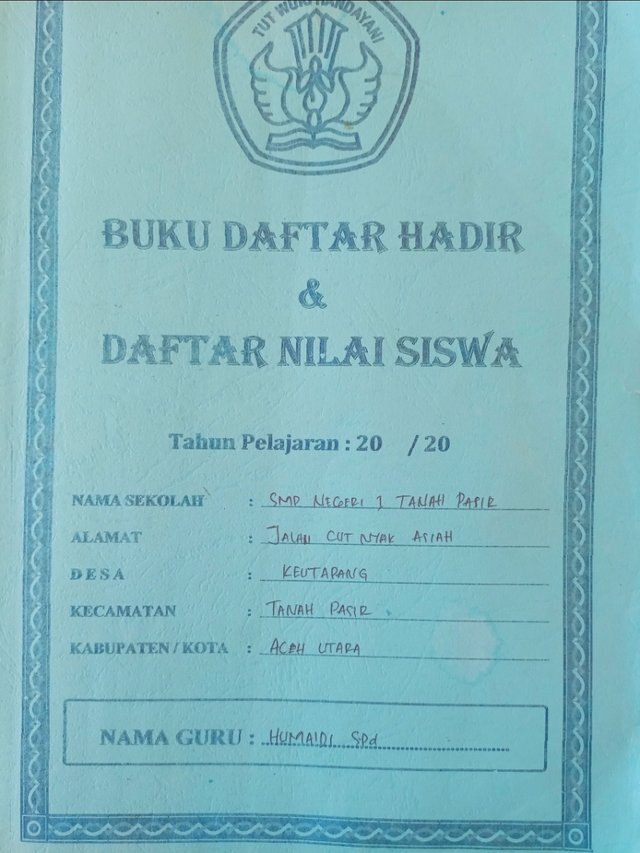 TUT WURI HANDAYANI
BUKU DAFTAR HADIR
&
DAFTAR NILAI SISWA
Tahun Pelajaran : 20 / 20
NAMA SEKOLAH : SMP NEGERI 1 TANAH PASIR
ALAMAT : JALAN CUT NYAK ASIAH
DESA : KEUTAPANG
KECAMATAN : TANAH PASIR
KABUPATEN / KOTA : ACEH UTARA
NAMA GURU : HUMAIDI SPd